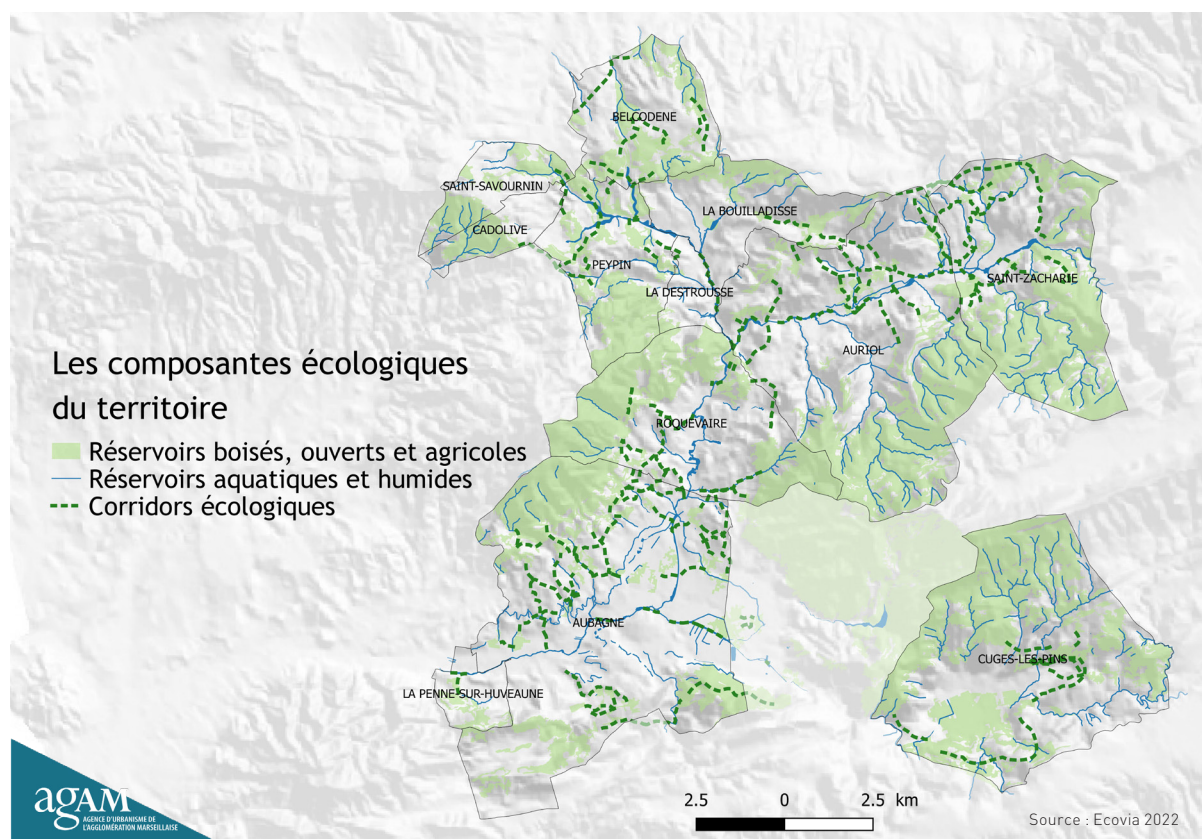 BELCODENE
SAINT-SAVOURNIN
LA BOUILLADISSE
CADOLIVE
PEYPIN
SAINT-ZACHARIE
LA DESTROUSSE
AURIOL
Les composantes écologiques
du territoire
Réservoirs boisés, ouverts et agricoles
Réservoirs aquatiques et humides
Corridors écologiques
ROQUEVAIRE
AUBAGNE
CUGES-LES-PINS
LA PENNE-SUR-HUVEAUNE
agAM
AGENCE D'URBANISME DE
L'AGGLOMÉRATION MARSEILLAISE
2.5 0 2.5 km
Source : Ecovia 2022